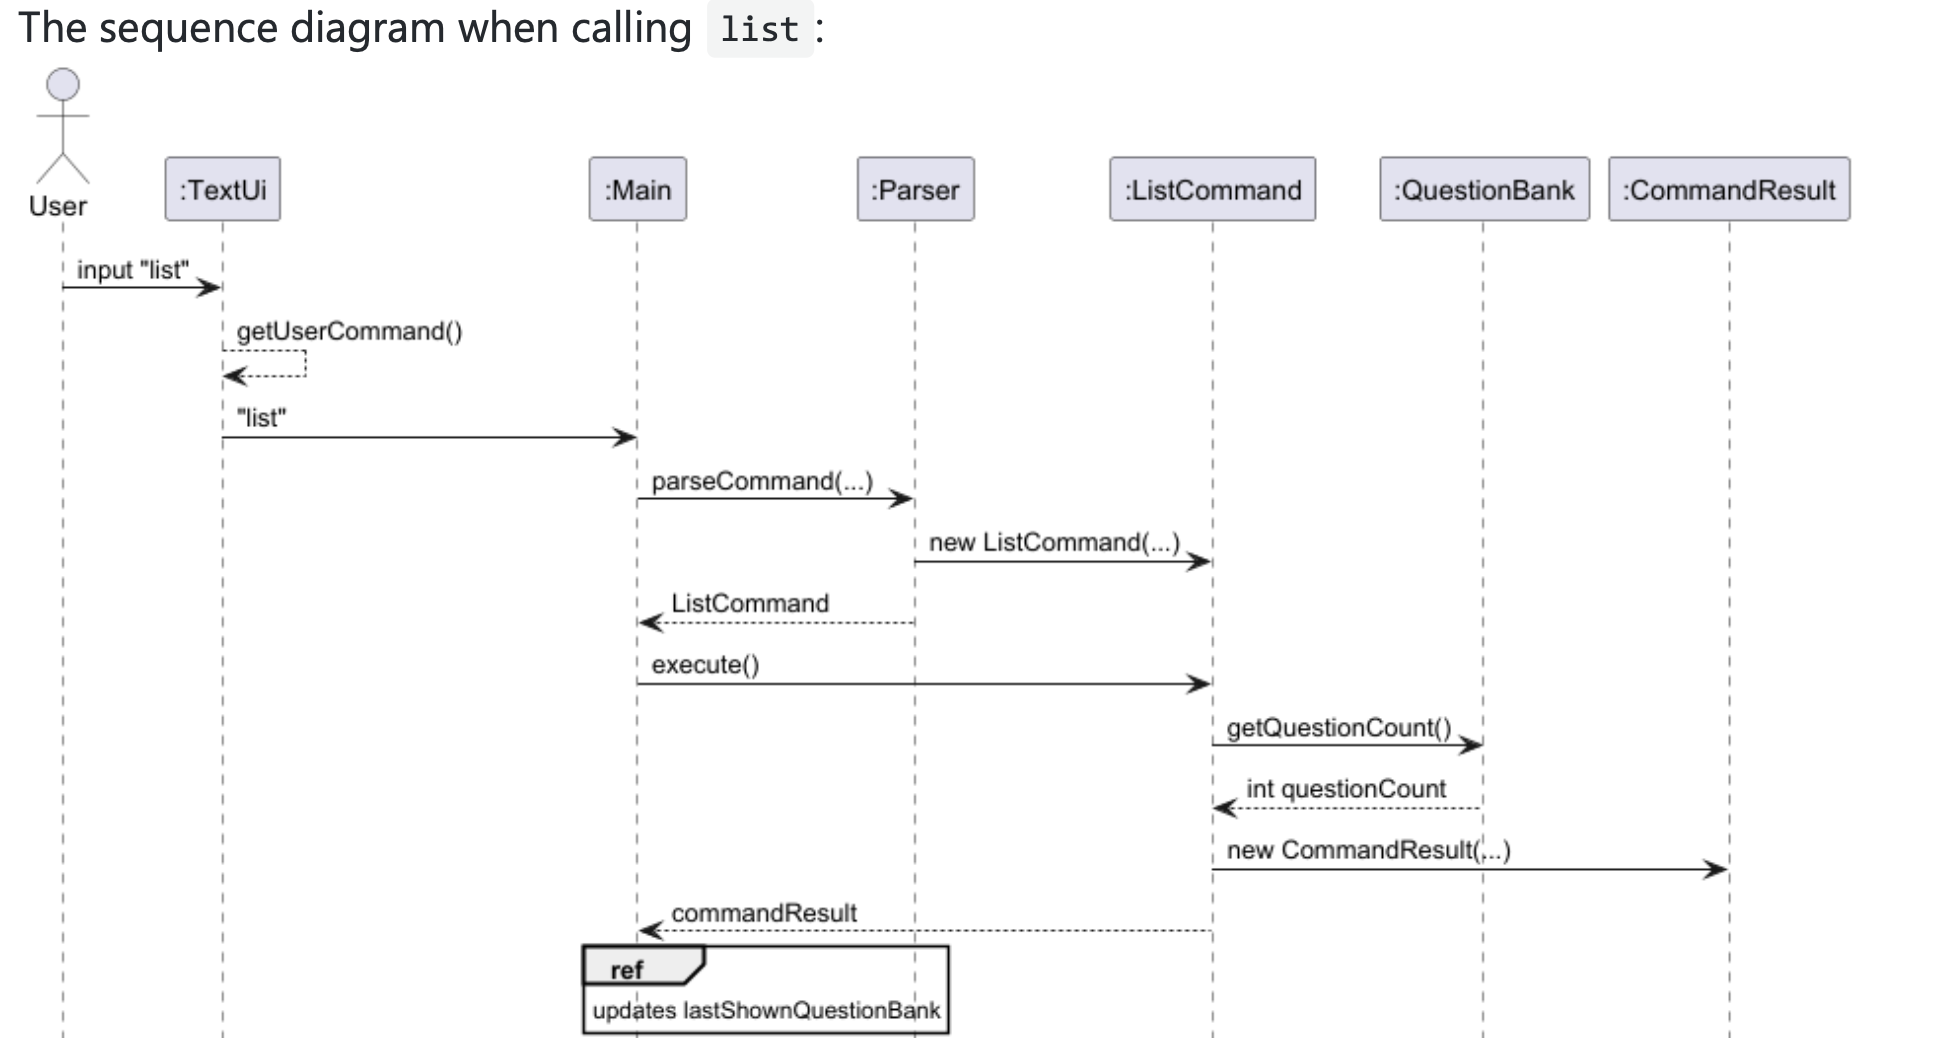 The sequence diagram when calling list :
User
:TextUi
:Main
:Parser
:ListCommand
:QuestionBank
:CommandResult
input "list"
getUserCommand()
"list"
parseCommand(...)
new ListCommand(...)
ListCommand
execute()
getQuestionCount()
int questionCount
new CommandResult(...)
commandResult
ref
updates lastShownQuestionBank